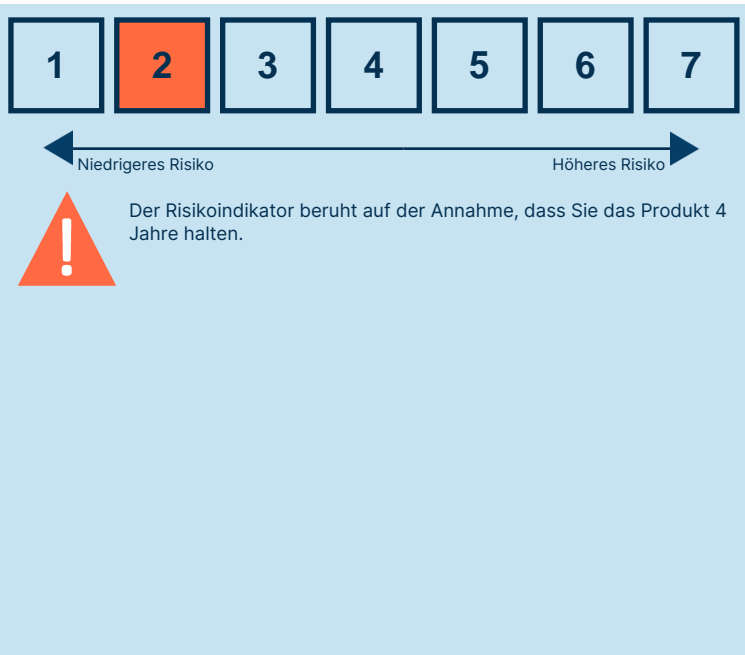 1 2 3 4 5 6 7
Niedrigeres Risiko Höheres Risiko
Der Risikoindikator beruht auf der Annahme, dass Sie das Produkt 4
Jahre halten.
!